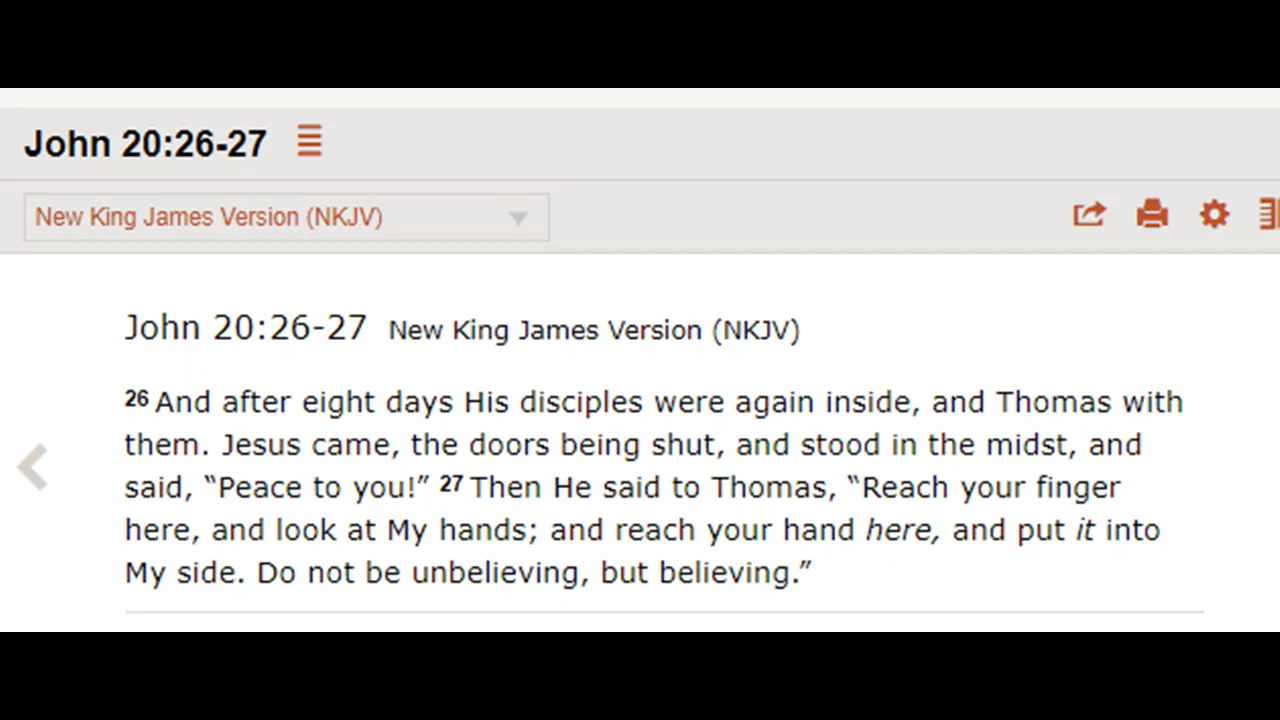 John 20:26-27
New King James Version (NKJV)
John 20:26-27 New King James Version (NKJV)
26 And after eight days His disciples were again inside, and Thomas with
them. Jesus came, the doors being shut, and stood in the midst, and
said, “Peace to you!” 27 Then He said to Thomas, “Reach your finger
here, and look at My hands; and reach your hand here, and put it into
My side. Do not be unbelieving, but believing.”